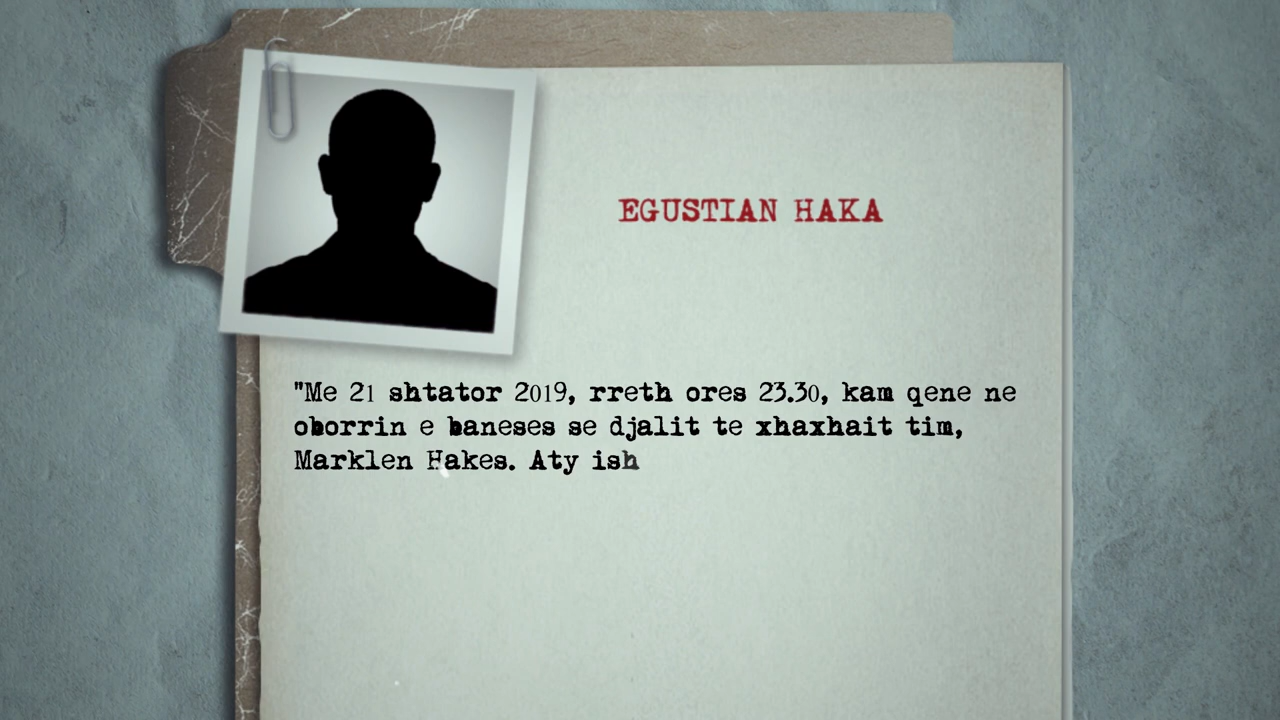 EGUSTIAN HAKA
"Me 21 shtator 2019, rreth ores 23.30, kam qene ne
oborrin e baneses se djalit te xhaxhait tim,
Marklen Hakes. Aty ish